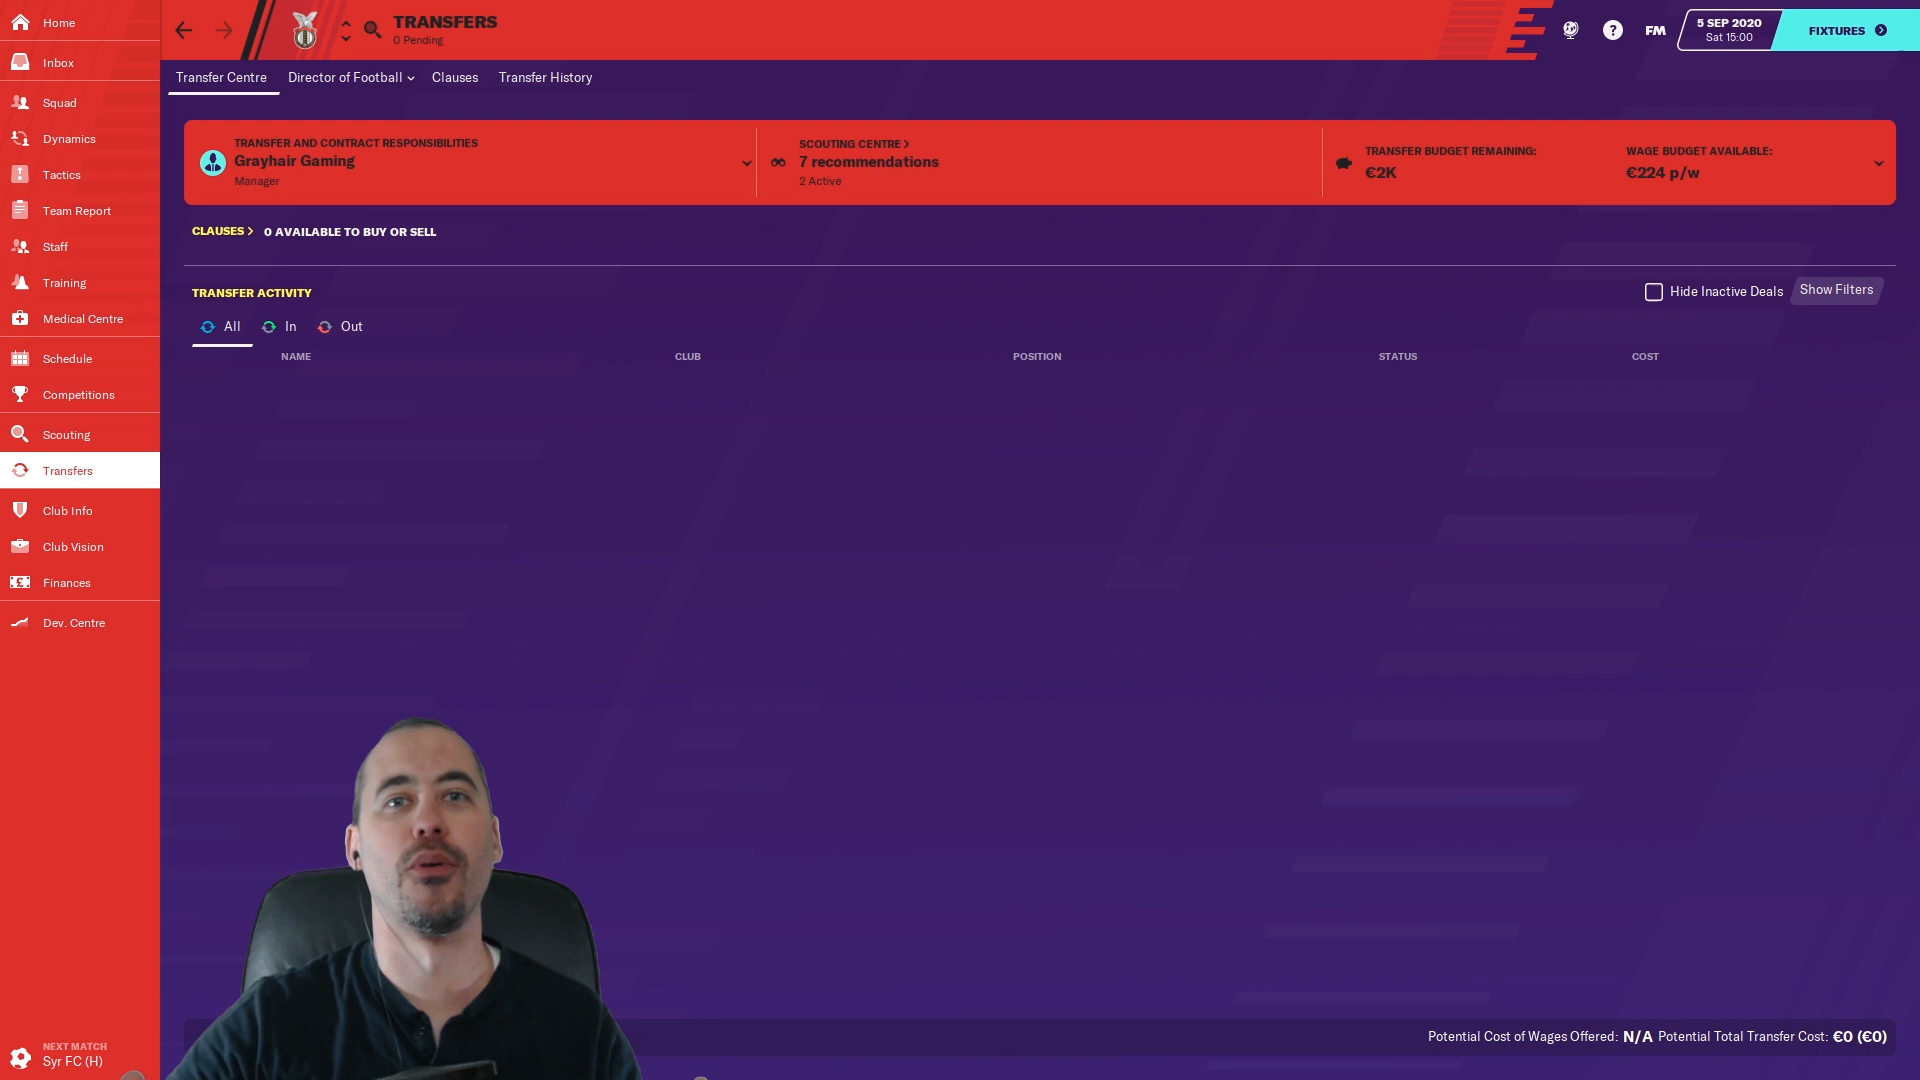 Home
Inbox
Squad
Dynamics
Tactics
Team Report
Staff
Training
Medical Centre
Schedule
Competitions
Scouting
Transfers
Club Info
Club Vision
Finances
Dev. Centre
NEXT MATCH
Syr FC (H)
TRANSFERS
0 Pending
FM
5 SEP 2020
Sat 15:00
FIXTURES
Transfer Centre
Director of Football
Clauses
Transfer History
TRANSFER AND CONTRACT RESPONSIBILITIES
Grayhair Gaming
Manager
SCOUTING CENTRE >
7 recommendations
2 Active
TRANSFER BUDGET REMAINING:
€2K
WAGE BUDGET AVAILABLE:
€224 p/w
CLAUSES > 0 AVAILABLE TO BUY OR SELL
TRANSFER ACTIVITY
Hide Inactive Deals
Show Filters
All
In
Out
NAME
CLUB
POSITION
STATUS
COST
Potential Cost of Wages Offered: N/A Potential Total Transfer Cost: €0 (€0)